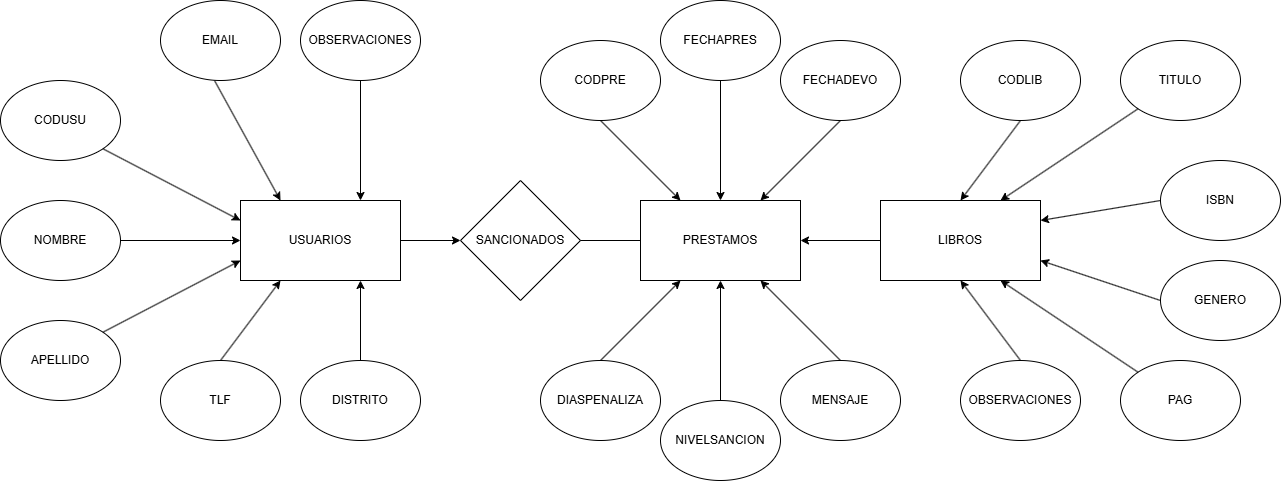 EMAIL
OBSERVACIONES
FECHAPRES
CODPRE
FECHADEVO
CODLIB
TITULO
CODUSU
ISBN
NOMBRE
USUARIOS
SANCIONADOS
PRESTAMOS
LIBROS
GENERO
APELLIDO
TLF
DISTRITO
DIASPENALIZA
NIVELSANCION
MENSAJE
OBSERVACIONES
PAG